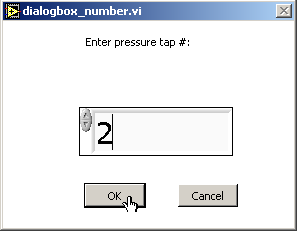 dialogbox_number.vi
Enter pressure tap #:
2
OK
Cancel